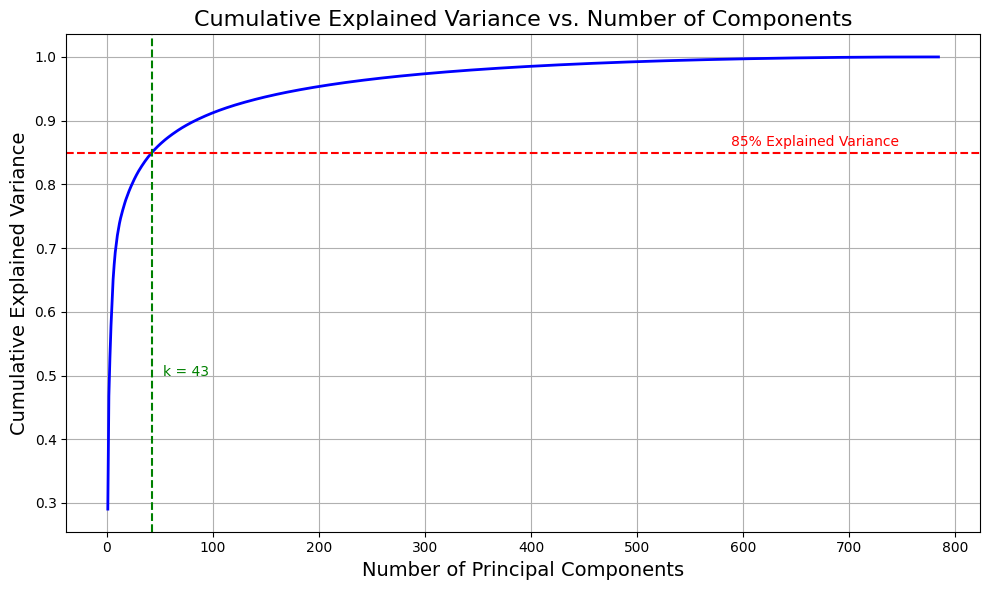 Cumulative Explained Variance vs. Number of Components
Cumulative Explained Variance
1.0
0.9
0.8
0.7
0.6
0.5
0.4
0.3
85% Explained Variance
k = 43
0 100 200 300 400 500 600 700 800
Number of Principal Components